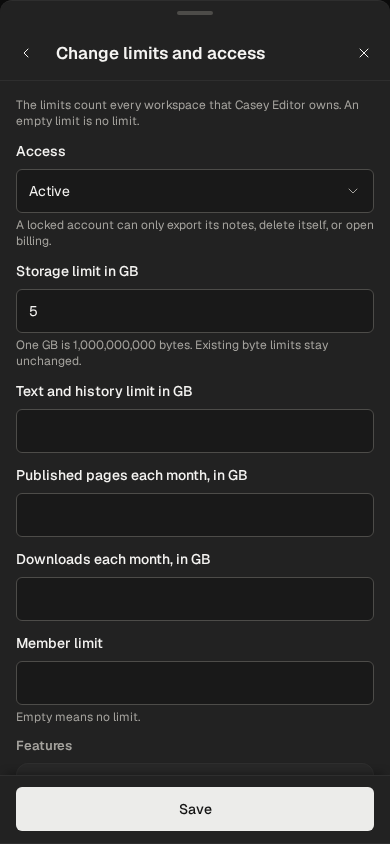 Change limits and access
The limits count every workspace that Casey Editor owns. An
empty limit is no limit.
Access
Active
A locked account can only export its notes, delete itself, or open
billing.
Storage limit in GB
5
One GB is 1,000,000,000 bytes. Existing byte limits stay
unchanged.
Text and history limit in GB
Published pages each month, in GB
Downloads each month, in GB
Member limit
Empty means no limit.
Features
Save